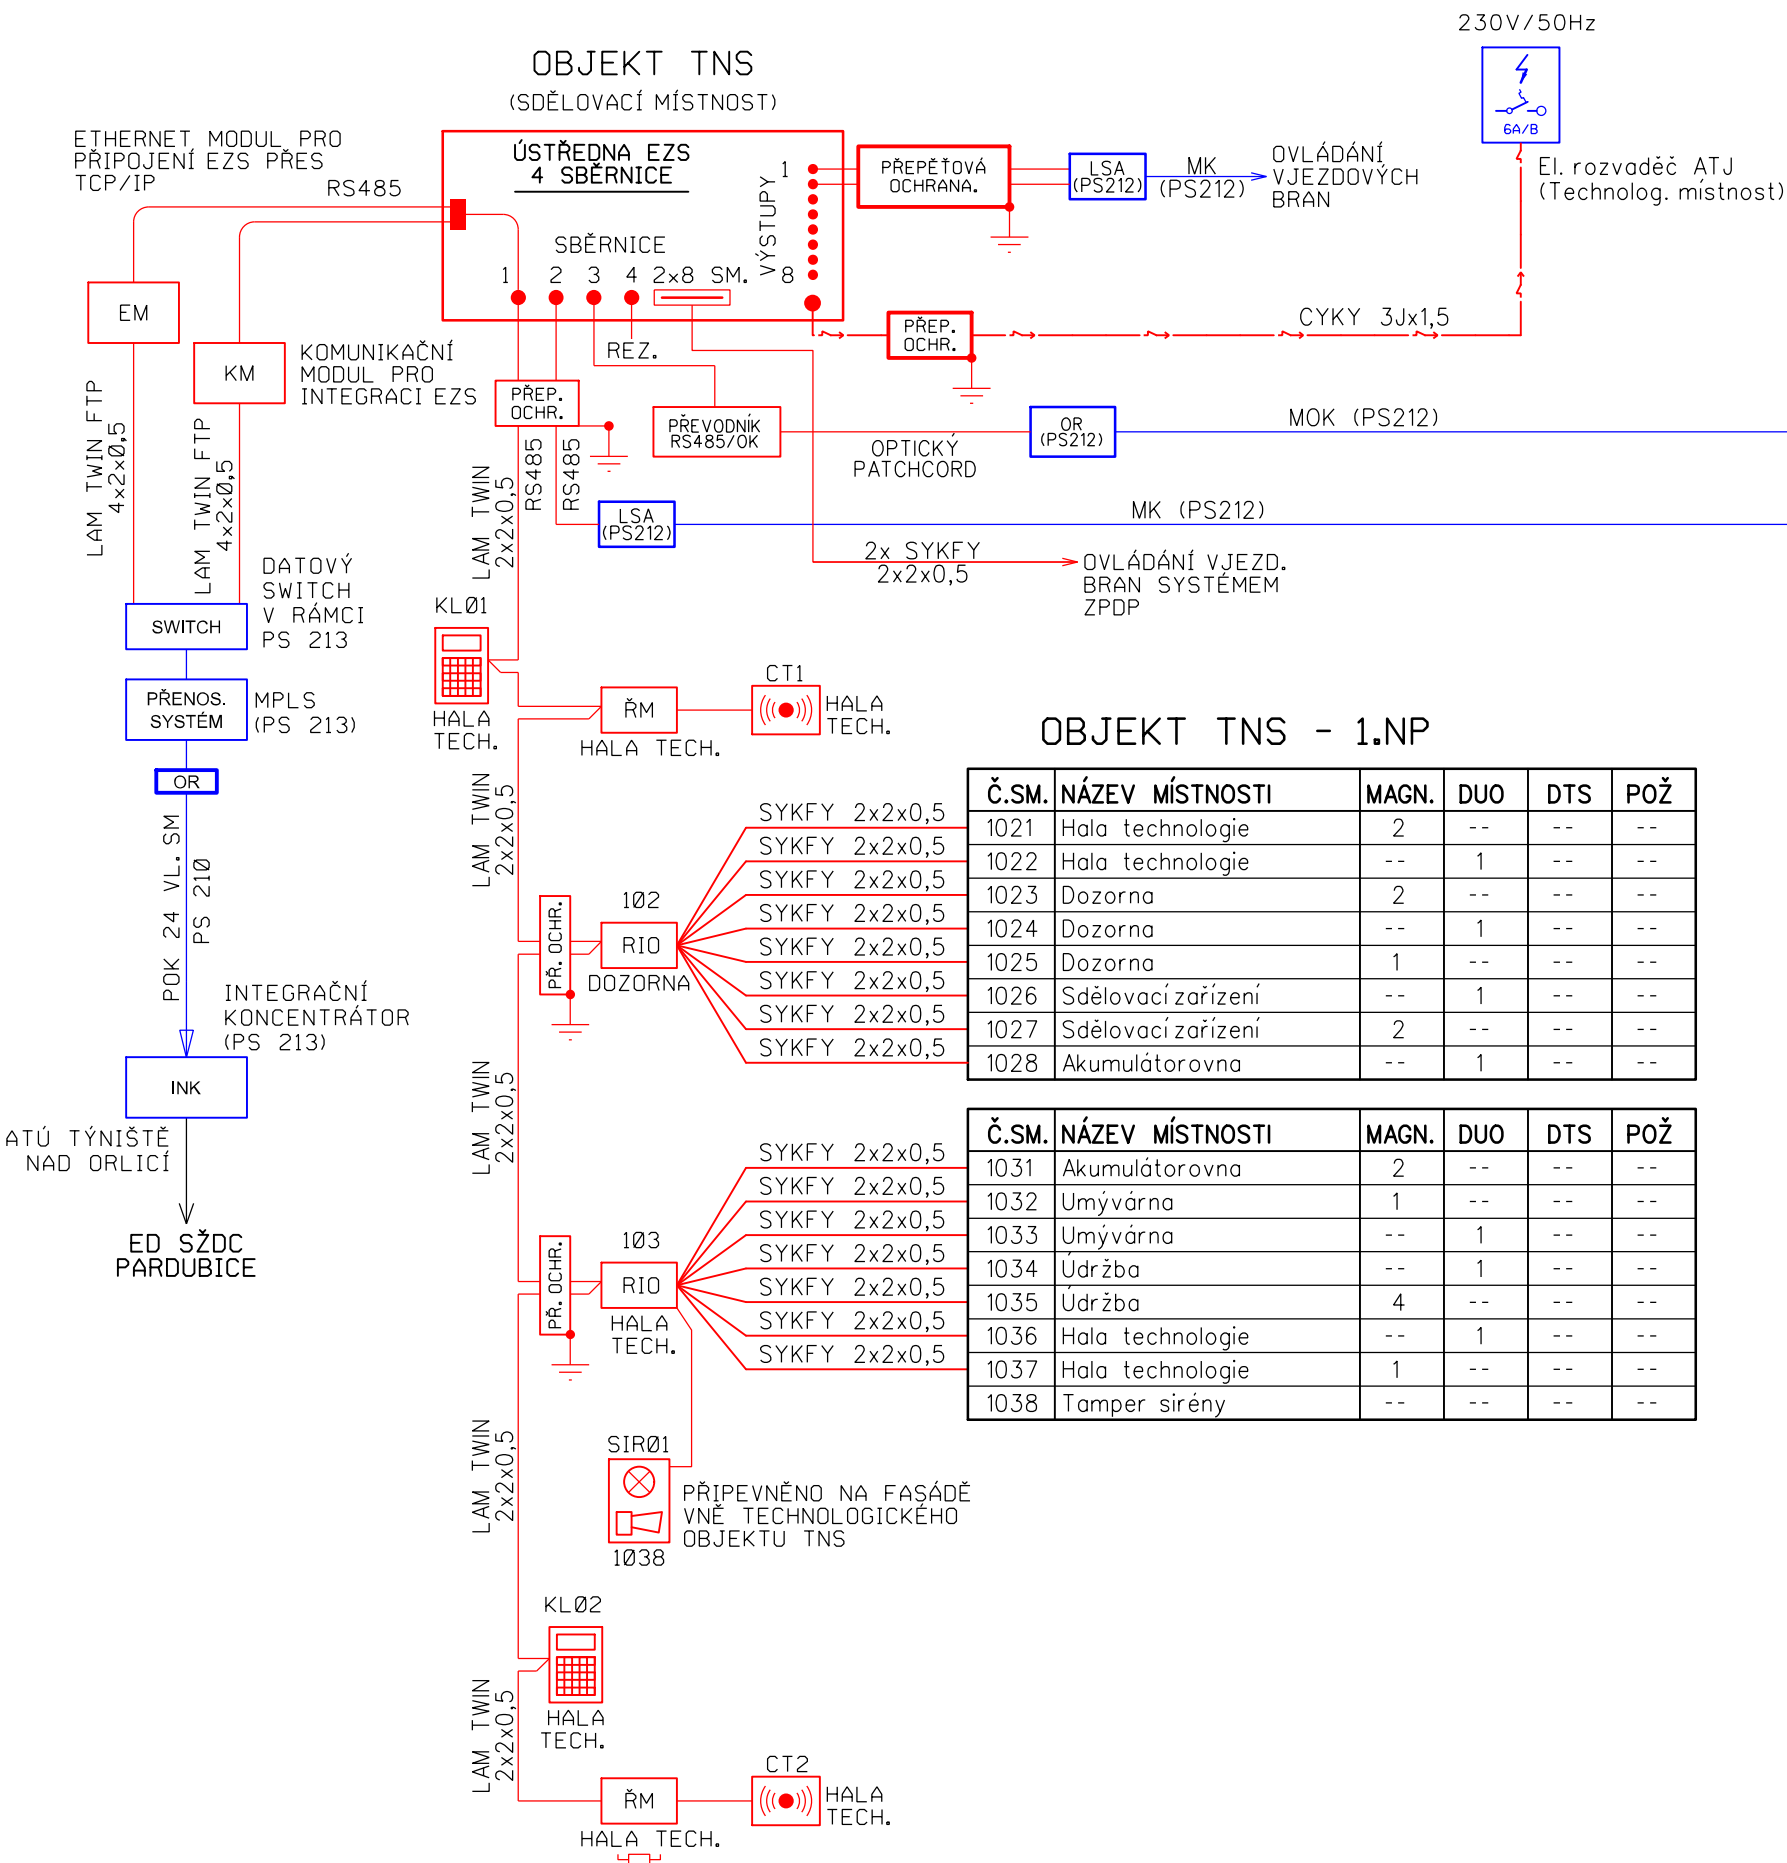 230V/50Hz
6A/B
El. rozvaděč ATJ
(Technolog. místnost)
OBJEKT TNS
(SDĚLOVACÍ MÍSTNOST)
ETHERNET MODUL PRO
PŘIPOJENÍ EZS PŘES
TCP/IP
RS485
ÚSTŘEDNA EZS
4 SBĚRNICE
VÝSTUPY
1
8
SBĚRNICE
1 2 3 4 2x8 SM.
PŘEPĚŤOVÁ
OCHRANA.
LSA
(PS212)
MK
(PS212)
OVLÁDÁNÍ
VJEZDOVÝCH
BRAN
PŘEP.
OCHR.
CYKY 3Jx1,5
EM
KM
KOMUNIKAČNÍ
MODUL PRO
INTEGRACI EZS
REZ.
PŘEP.
OCHR.
PŘEVODNÍK
RS485/OK
OPTICKÝ
PATCHCORD
OR
(PS212)
MOK (PS212)
LAM TWIN FTP
4x2x0,5
LAM TWIN FTP
4x2x0,5
LAM TWIN
2x2x0,5
RS485
RS485
LSA
(PS212)
MK (PS212)
2x SYKFY
2x2x0,5
OVLÁDÁNÍ VJEZD.
BRAN SYSTÉMEM
ZPDP
DATOVÝ
SWITCH
V RÁMCI
PS 213
SWITCH
PŘENOS.
SYSTÉM
MPLS
(PS 213)
OR
POK 24 VL. SM
PS 210
INTEGRAČNÍ
KONCENTRÁTOR
(PS 213)
INK
ATÚ TÝNIŠTĚ
NAD ORLICÍ
ED SŽDC
PARDUBICE
KLØ1
HALA
TECH.
ŘM
HALA TECH.
CT1
HALA
TECH.
LAM TWIN
2x2x0,5
PŘ. OCHR.
1Ø2
RIO
DOZORNA
SYKFY 2x2x0,5
SYKFY 2x2x0,5
SYKFY 2x2x0,5
SYKFY 2x2x0,5
SYKFY 2x2x0,5
SYKFY 2x2x0,5
SYKFY 2x2x0,5
SYKFY 2x2x0,5
OBJEKT TNS - 1.NP
Č.SM. NÁZEV MÍSTNOSTI MAGN. DUO DTS POŽ
1021 Hala technologie 2 -- -- --
1022 Hala technologie -- 1 -- --
1023 Dozorna 2 -- -- --
1024 Dozorna -- 1 -- --
1025 Dozorna 1 -- -- --
1026 Sdělovací zařízení -- 1 -- --
1027 Sdělovací zařízení 2 -- -- --
1028 Akumulátorovna -- 1 -- --
LAM TWIN
2x2x0,5
PŘ. OCHR.
1Ø3
RIO
HALA
TECH.
SYKFY 2x2x0,5
SYKFY 2x2x0,5
SYKFY 2x2x0,5
SYKFY 2x2x0,5
SYKFY 2x2x0,5
SYKFY 2x2x0,5
SYKFY 2x2x0,5
Č.SM. NÁZEV MÍSTNOSTI MAGN. DUO DTS POŽ
1031 Akumulátorovna 2 -- -- --
1032 Umývárna 1 -- -- --
1033 Umývárna -- 1 -- --
1034 Údržba -- 1 -- --
1035 Údržba 4 -- -- --
1036 Hala technologie -- 1 -- --
1037 Hala technologie 1 -- -- --
1038 Tamper sirény -- -- -- --
LAM TWIN
2x2x0,5
SIRØ1
1Ø38
PŘIPEVNĚNO NA FASÁDĚ
VNĚ TECHNOLOGICKÉHO
OBJEKTU TNS
KLØ2
HALA
TECH.
LAM TWIN
2x2x0,5
ŘM
HALA TECH.
CT2
HALA
TECH.